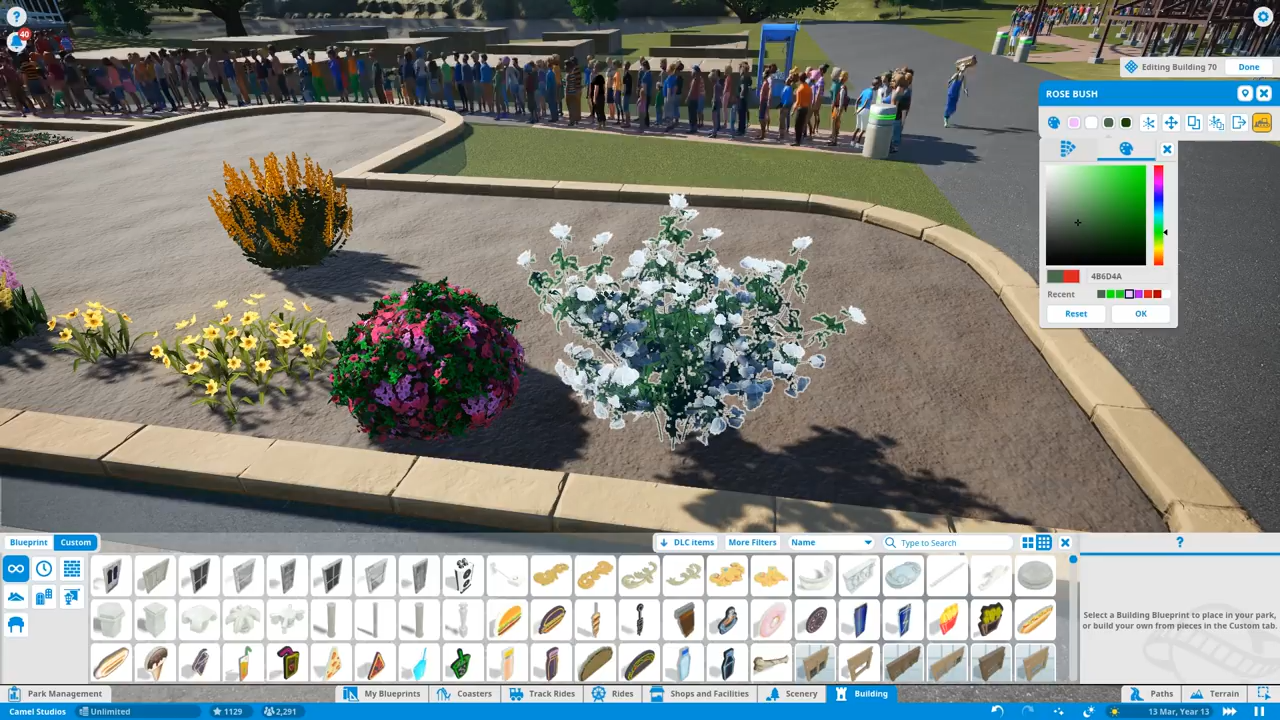 ?
40
Editing Building 70 Done
ROSE BUSH
4B6D4A
Recent
Reset OK
Blueprint Custom DLC items More Filters Name Type to Search
?
Select a Building Blueprint to place in your park,
or build your own from pieces in the Custom tab.
Park Management My Blueprints Coasters Track Rides Rides Shops and Facilities Scenery Building Paths Terrain
Camel Studios Unlimited 1129 2,291 13 Mar, Year 13